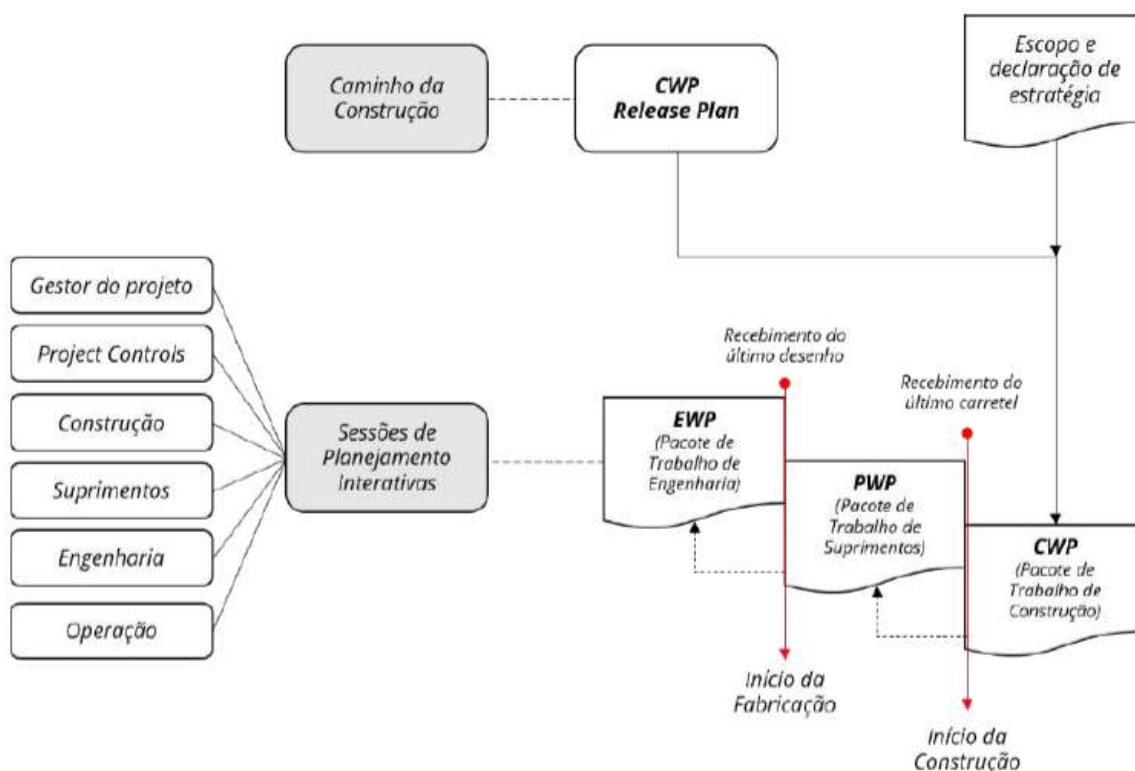 Caminho da
Construção
CWP
Release Plan
Escopo e
declaração de
estratégia
Gestor do projeto
Project Controls
Construção
Suprimentos
Engenharia
Operação
Sessões de
Planejamento
Interativas
Recebimento do
último desenho
EWP
(Pacote de
Trabalho de
Engenharia)
Recebimento do
último carretel
PWP
(Pacote de
Trabalho de
Suprimentos)
CWP
(Pacote de
Trabalho de
Construção)
Início da
Fabricação
Início da
Construção